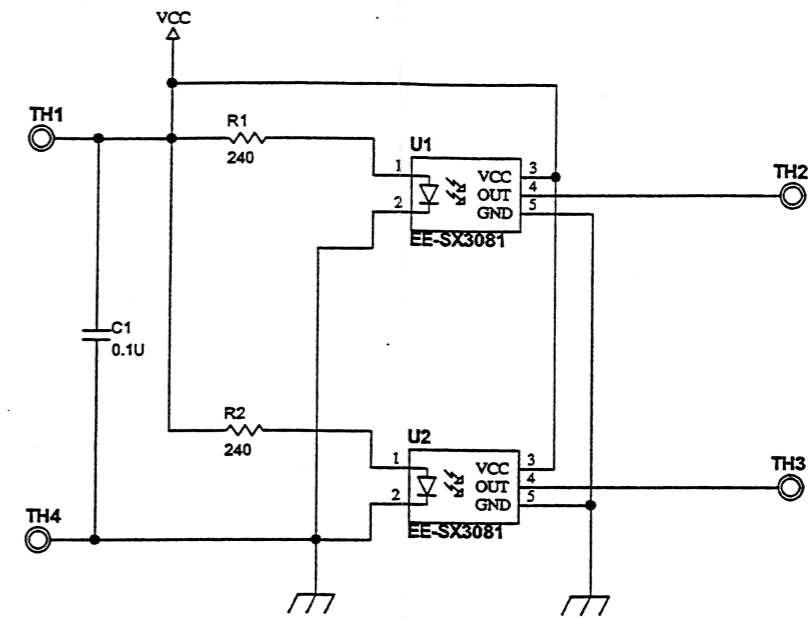 VCC
TH1
R1
240
U1
1
2
VCC
OUT
GND
3
4
5
EE-SX3081
TH2
C1
0.1U
R2
240
U2
1
2
VCC
OUT
GND
3
4
5
EE-SX3081
TH3
TH4